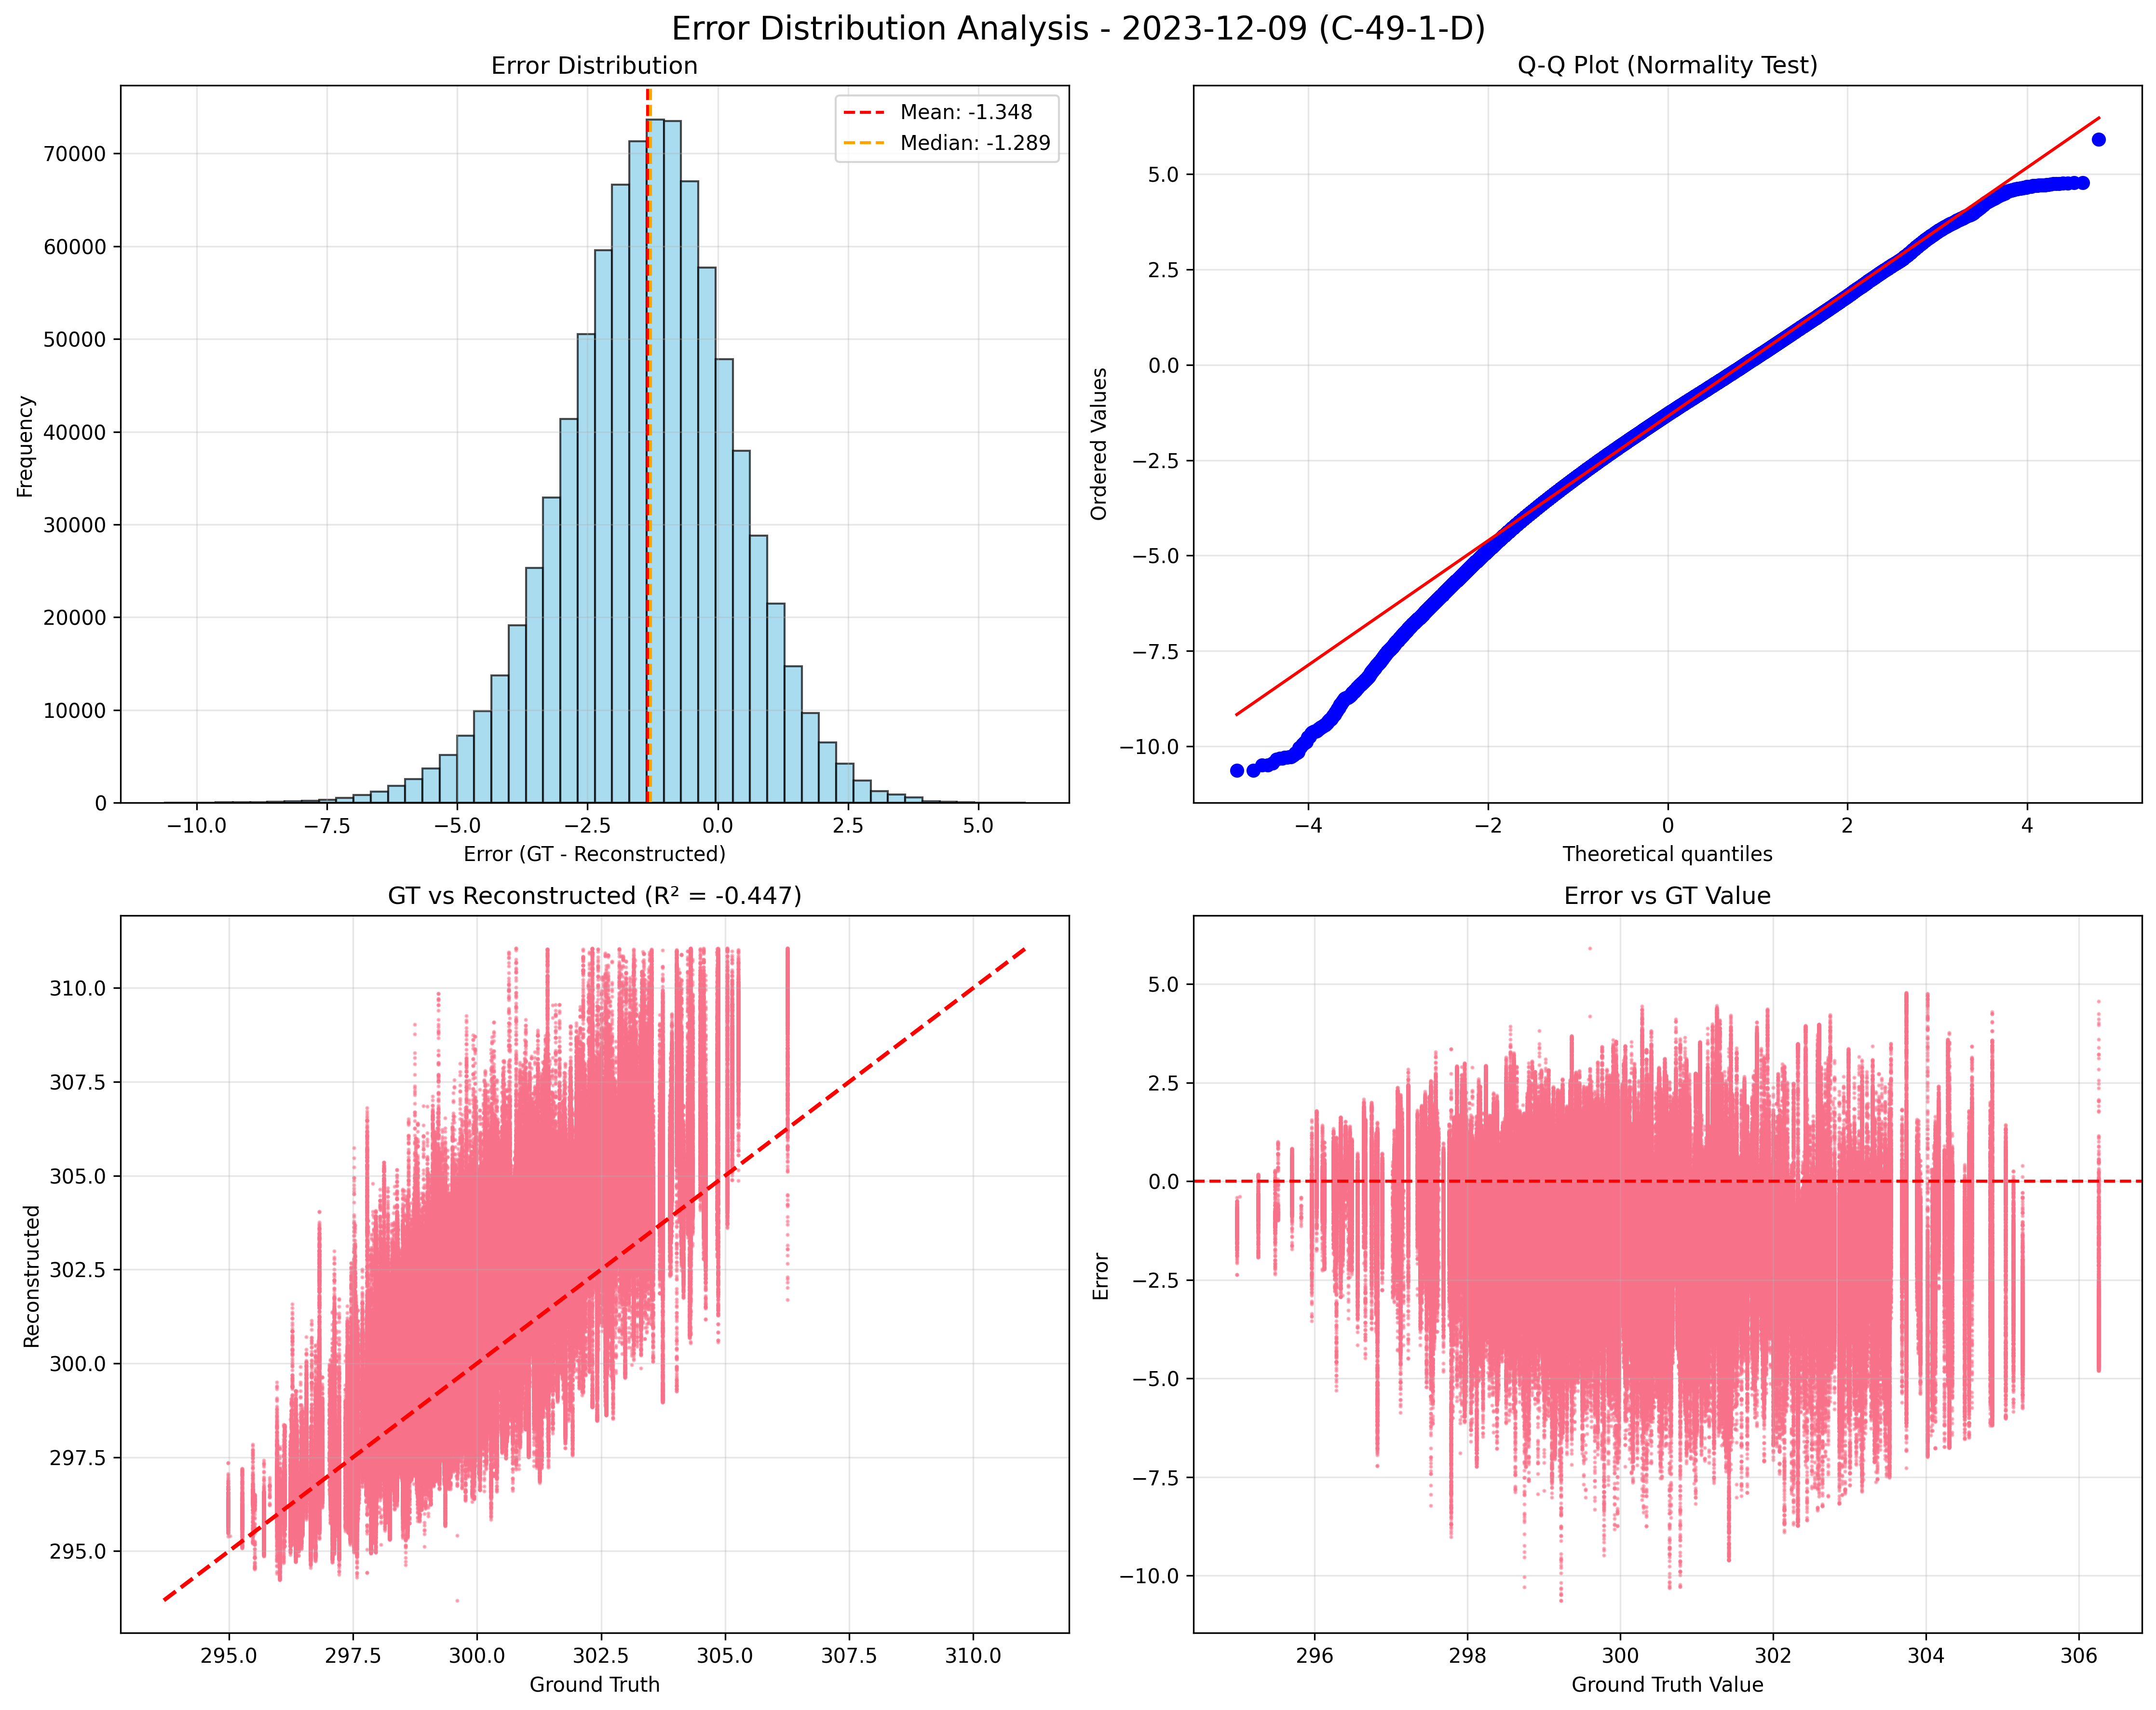 Error Distribution Analysis - 2023-12-09 (C-49-1-D)
Error Distribution
Mean: -1.348
Median: -1.289
70000
60000
50000
40000
30000
20000
10000
0
Frequency
−10.0 −7.5 −5.0 −2.5 0.0 2.5 5.0
Error (GT - Reconstructed)
Q-Q Plot (Normality Test)
5.0
2.5
0.0
−2.5
−5.0
−7.5
−10.0
Ordered Values
−4 −2 0 2 4
Theoretical quantiles
GT vs Reconstructed (R² = -0.447)
310.0
307.5
305.0
302.5
300.0
297.5
295.0
Reconstructed
295.0 297.5 300.0 302.5 305.0 307.5 310.0
Ground Truth
Error vs GT Value
5.0
2.5
0.0
−2.5
−5.0
−7.5
−10.0
Error
296 298 300 302 304 306
Ground Truth Value